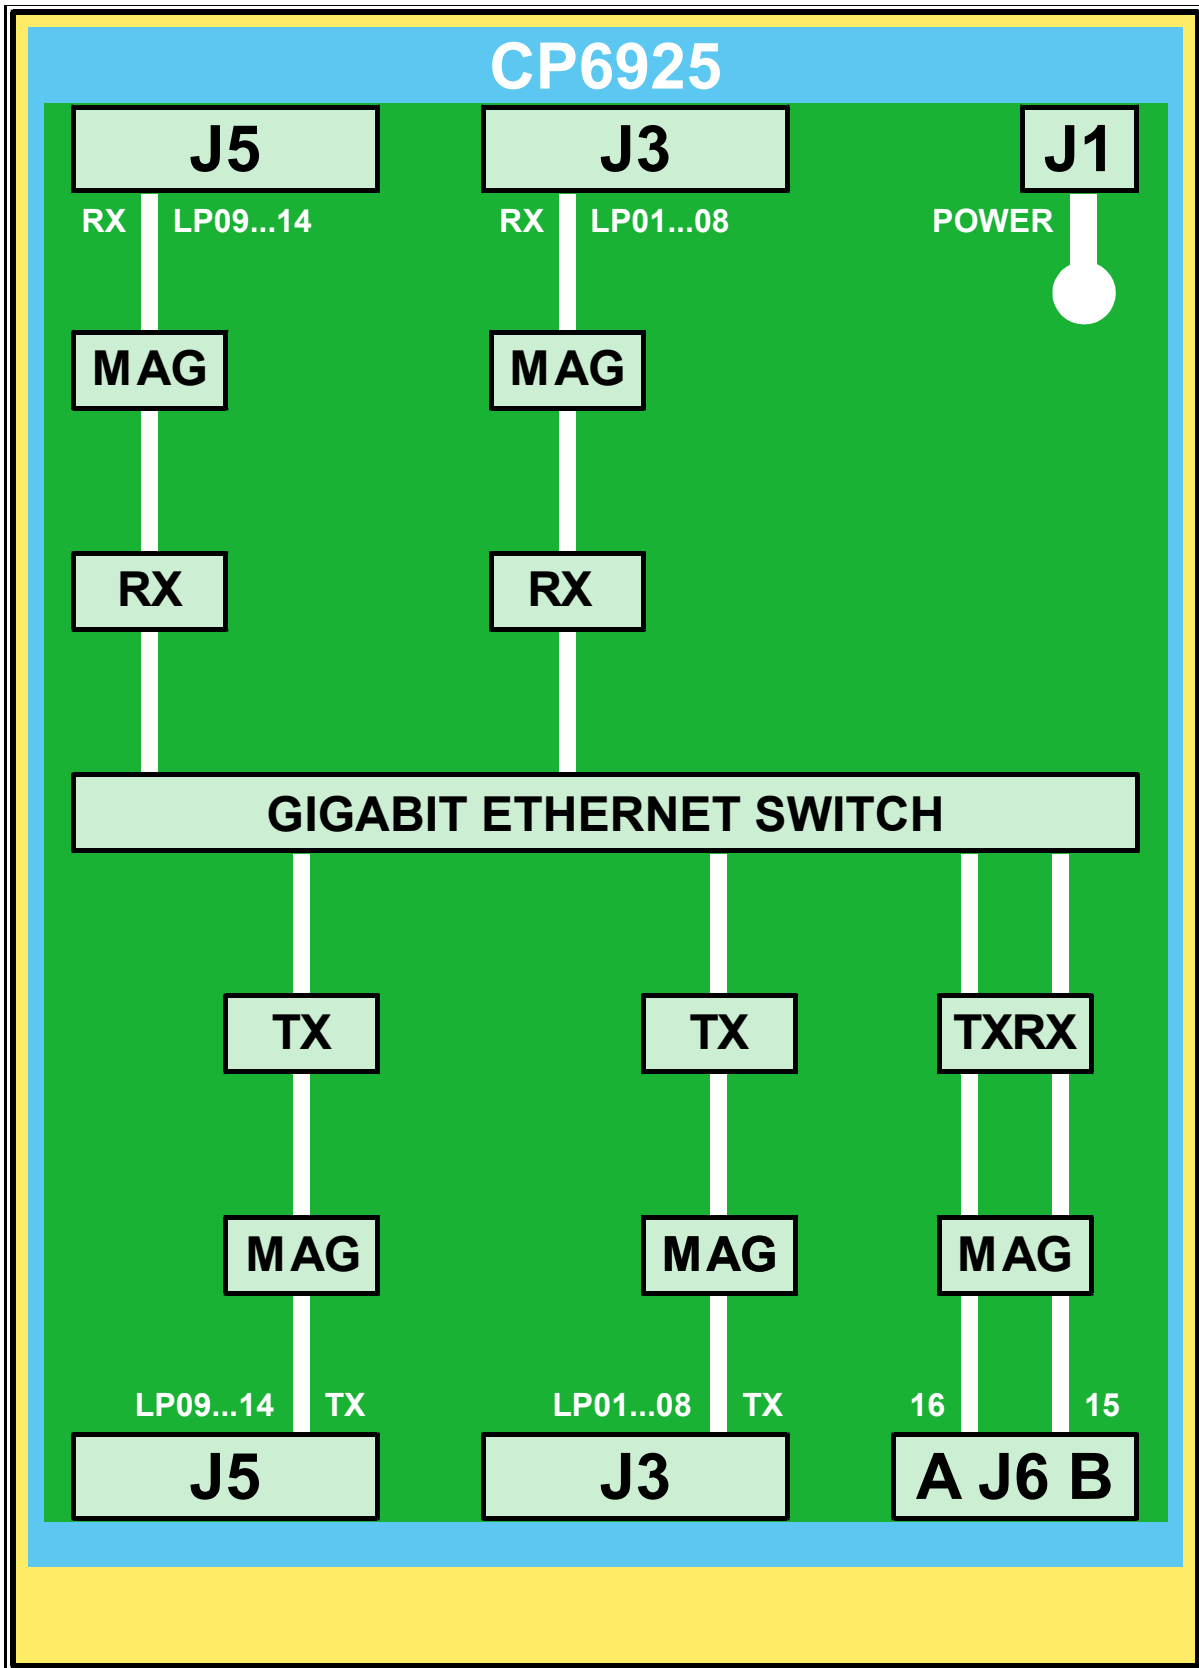 CP6925
J5 J3 J1
RX LP09...14 RX LP01...08 POWER
MAG MAG
RX RX
GIGABIT ETHERNET SWITCH
TX TX TXRX
MAG MAG MAG
LP09...14 TX LP01...08 TX 16 15
J5 J3 A J6 B